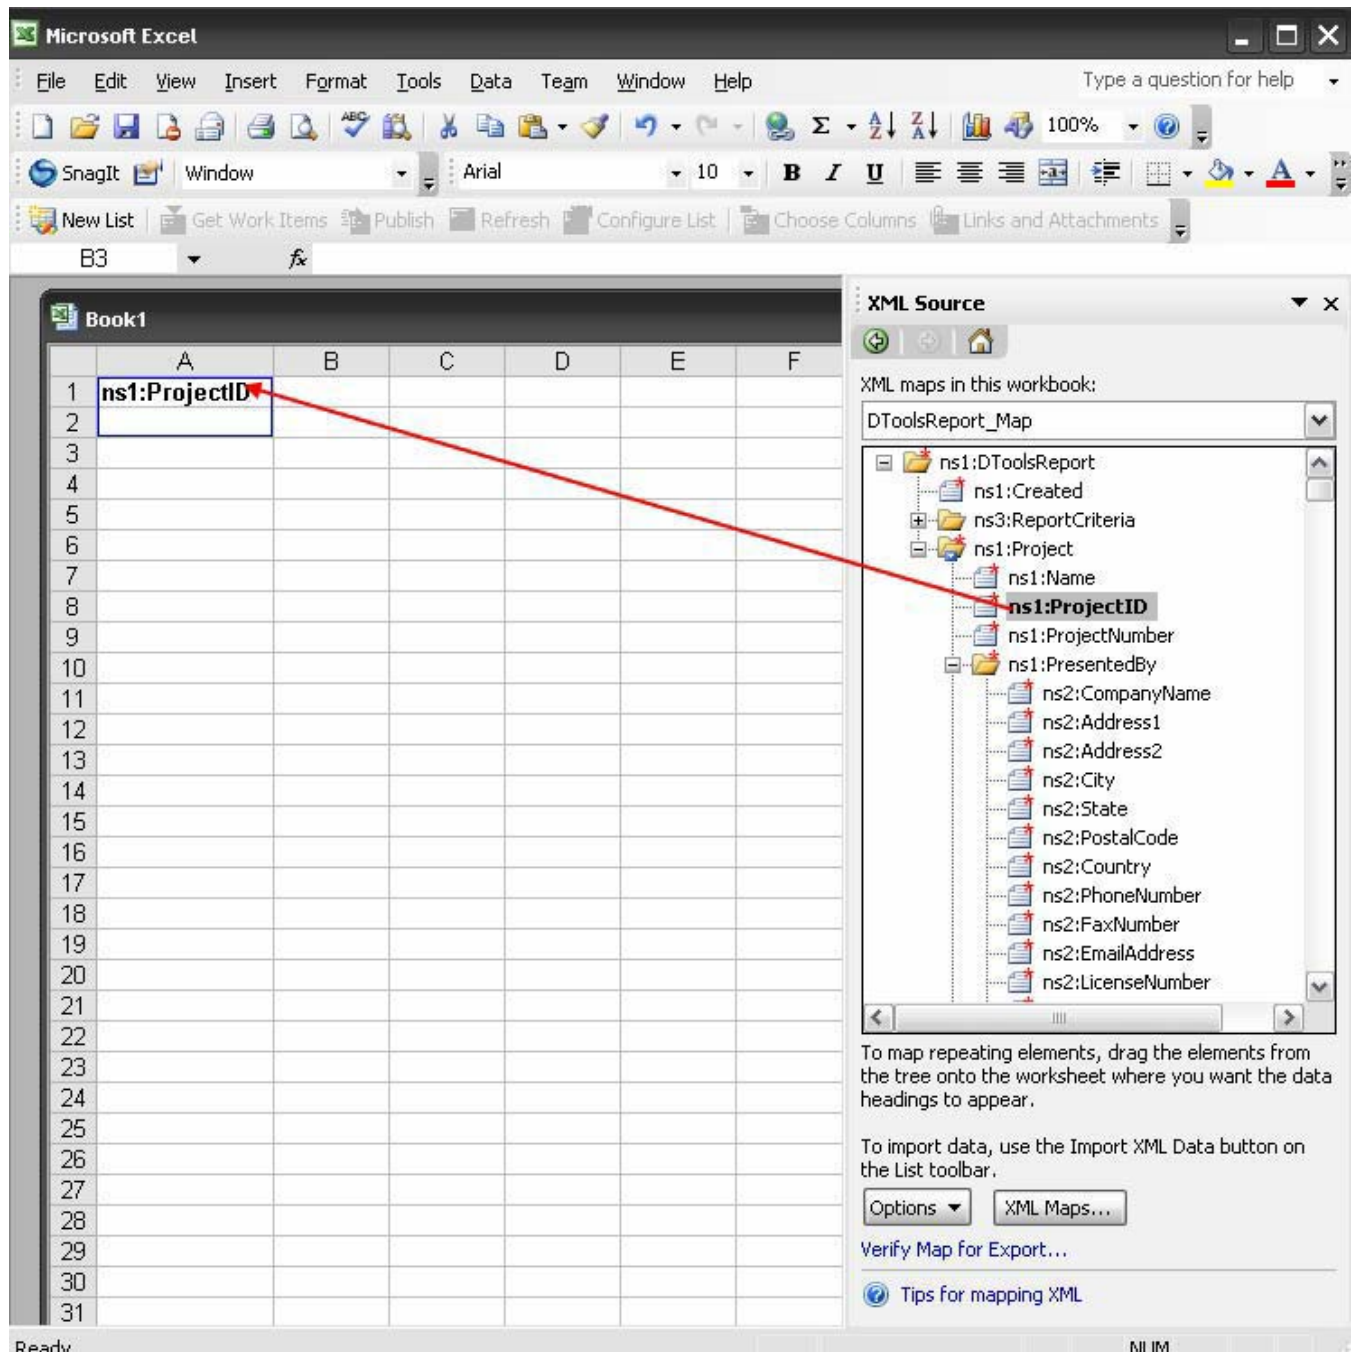 Microsoft Excel
File Edit View Insert Format Tools Data Team Window Help Type a question for help
ABC Σ A Z Z A 100%
SnagIt Window Arial 10 B I U A
New List Get Work Items Publish Refresh Configure List Choose Columns Links and Attachments
B3 fx
Book1
A B C D E F
1 ns1:ProjectID
2
3
4
5
6
7
8
9
10
11
12
13
14
15
16
17
18
19
20
21
22
23
24
25
26
27
28
29
30
31
XML Source
XML maps in this workbook:
DToolsReport_Map
ns1:DToolsReport
ns1:Created
ns3:ReportCriteria
ns1:Project
ns1:Name
ns1:ProjectID
ns1:ProjectNumber
ns1:PresentedBy
ns2:CompanyName
ns2:Address1
ns2:Address2
ns2:City
ns2:State
ns2:PostalCode
ns2:Country
ns2:PhoneNumber
ns2:FaxNumber
ns2:EmailAddress
ns2:LicenseNumber
To map repeating elements, drag the elements from
the tree onto the worksheet where you want the data
headings to appear.
To import data, use the Import XML Data button on
the List toolbar.
Options XML Maps...
Verify Map for Export...
Tips for mapping XML
Ready NUM